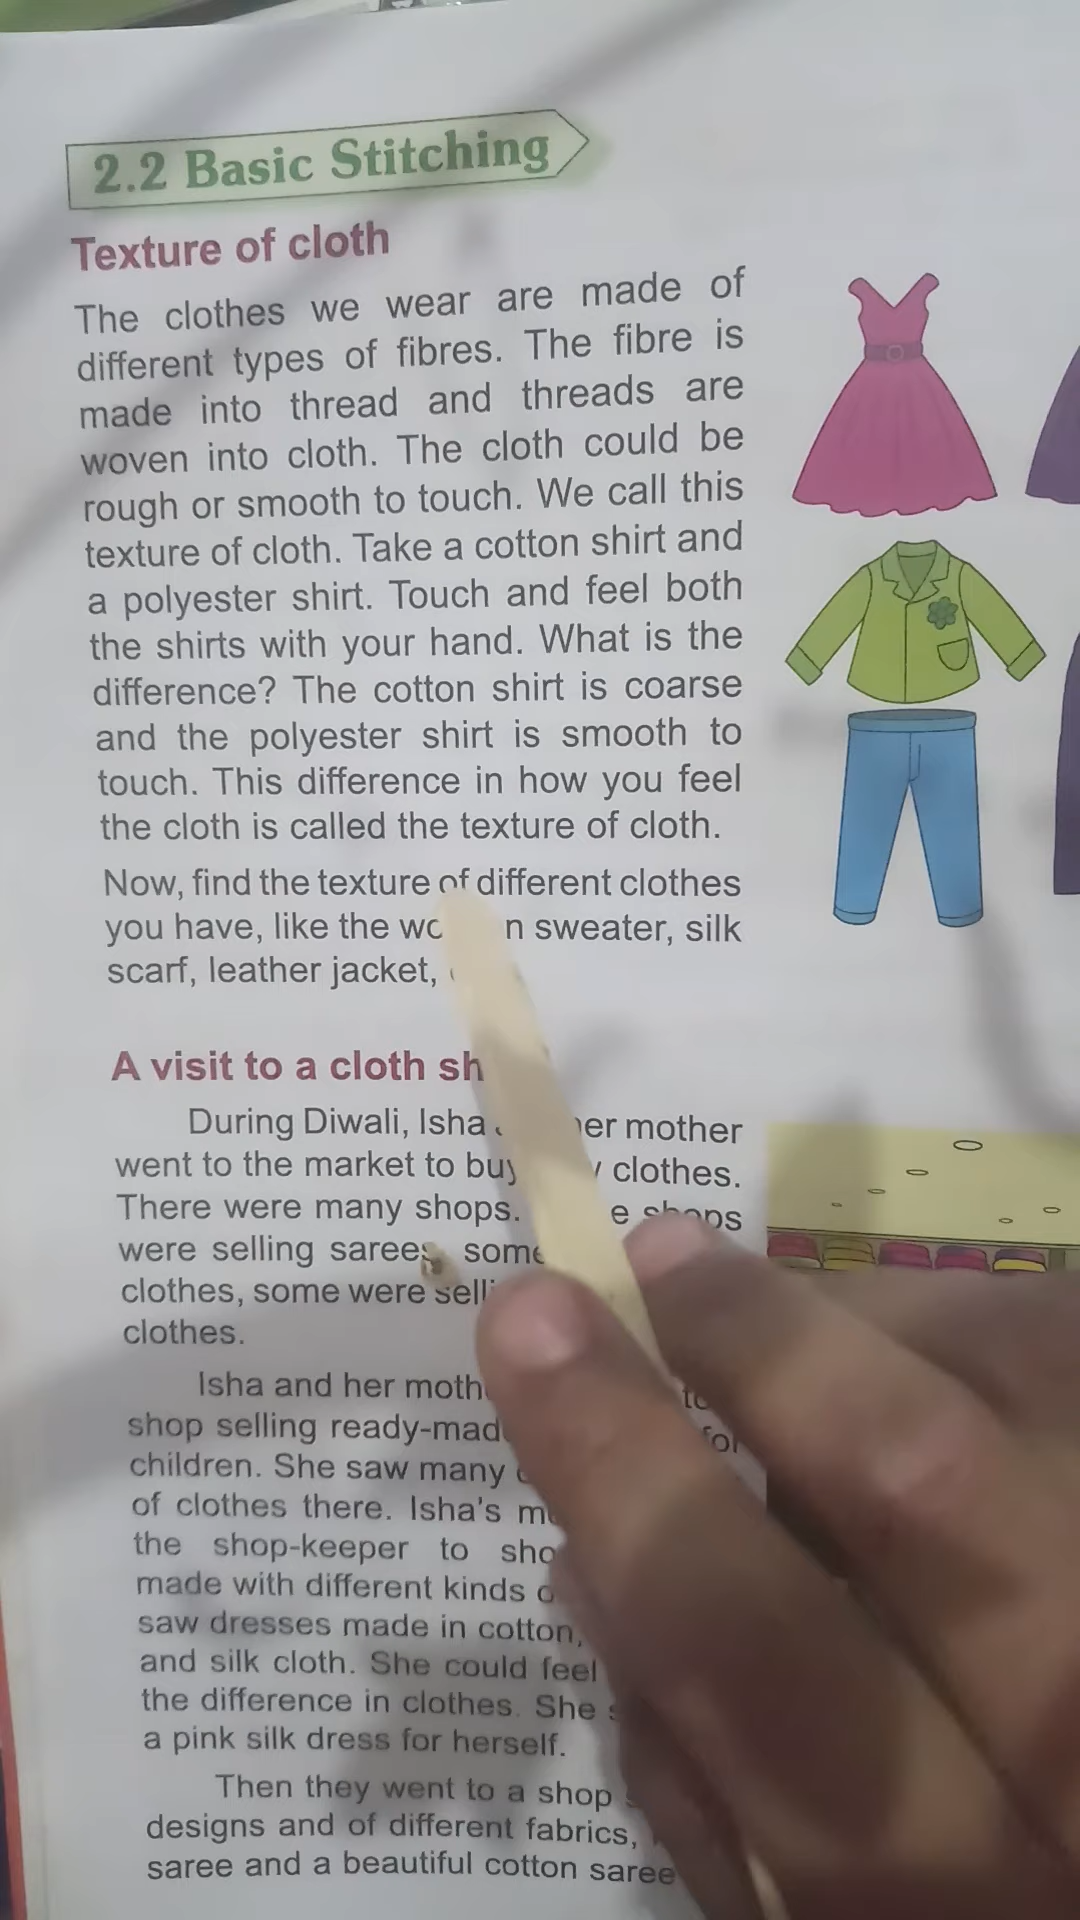 2.2 Basic Stitching
Texture of cloth
The clothes we wear are made of
different types of fibres. The fibre is
made into thread and threads are
woven into cloth. The cloth could be
rough or smooth to touch. We call this
texture of cloth. Take a cotton shirt and
a polyester shirt. Touch and feel both
the shirts with your hand. What is the
difference? The cotton shirt is coarse
and the polyester shirt is smooth to
touch. This difference in how you feel
the cloth is called the texture of cloth.
Now, find the texture of different clothes
you have, like the sweater, silk
scarf, leather jacket,
A visit to a cloth
During Diwali, Isha mother
went to the market to buy clothes.
There were many shops. shops
were selling sarees some
clothes, some were
clothes.
Isha and her
shop selling
children. She saw many
of clothes there. Isha's
the shop-keeper to
made with different kinds
saw dresses made in cotton,
and silk cloth. She could feel
the difference in clothes. She
a pink silk dress for herself.
Then they went to a shop
designs and of different fabrics,
saree and a beautiful cotton saree